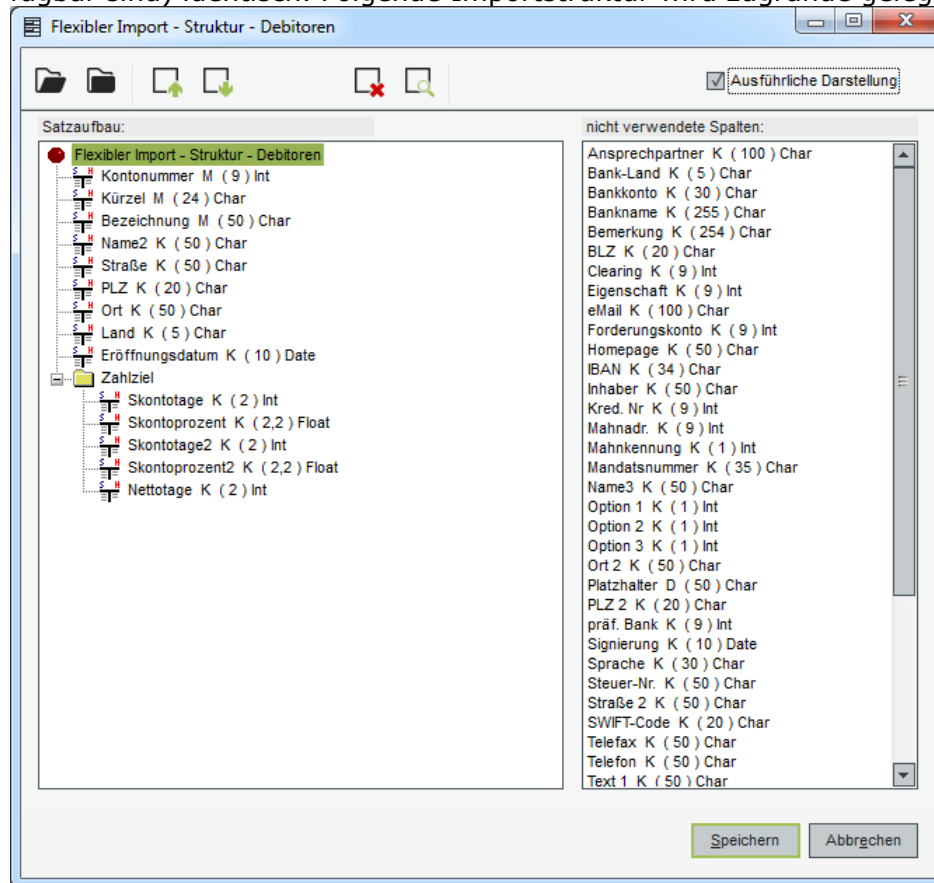 Flexibler Import - Struktur - Debitoren
Ausführliche Darstellung
Satzaufbau:
Flexibler Import - Struktur - Debitoren
Kontonummer M ( 9 ) Int
Kürzel M ( 24 ) Char
Bezeichnung M ( 50 ) Char
Name2 K ( 50 ) Char
Straße K ( 50 ) Char
PLZ K ( 20 ) Char
Ort K ( 50 ) Char
Land K ( 5 ) Char
Eröffnungsdatum K ( 10 ) Date
Zahlziel
Skontotage K ( 2 ) Int
Skontoprozent K ( 2,2 ) Float
Skontotage2 K ( 2 ) Int
Skontoprozent2 K ( 2,2 ) Float
Nettotage K ( 2 ) Int
nicht verwendete Spalten:
Ansprechpartner K ( 100 ) Char
Bank-Land K ( 5 ) Char
Bankkonto K ( 30 ) Char
Bankname K ( 255 ) Char
Bemerkung K ( 254 ) Char
BLZ K ( 20 ) Char
Clearing K ( 9 ) Int
Eigenschaft K ( 9 ) Int
eMail K ( 100 ) Char
Forderungskonto K ( 9 ) Int
Homepage K ( 50 ) Char
IBAN K ( 34 ) Char
Inhaber K ( 50 ) Char
Kred. Nr K ( 9 ) Int
Mahnadr. K ( 9 ) Int
Mahnkennung K ( 1 ) Int
Mandatsnummer K ( 35 ) Char
Name3 K ( 50 ) Char
Option 1 K ( 1 ) Int
Option 2 K ( 1 ) Int
Option 3 K ( 1 ) Int
Ort 2 K ( 50 ) Char
Platzhalter D ( 50 ) Char
PLZ 2 K ( 20 ) Char
präf. Bank K ( 9 ) Int
Signierung K ( 10 ) Date
Sprache K ( 30 ) Char
Steuer-Nr. K ( 50 ) Char
Straße 2 K ( 50 ) Char
SWIFT-Code K ( 20 ) Char
Telefax K ( 50 ) Char
Telefon K ( 50 ) Char
Text 1 K ( 50 ) Char
Speichern
Abbrechen